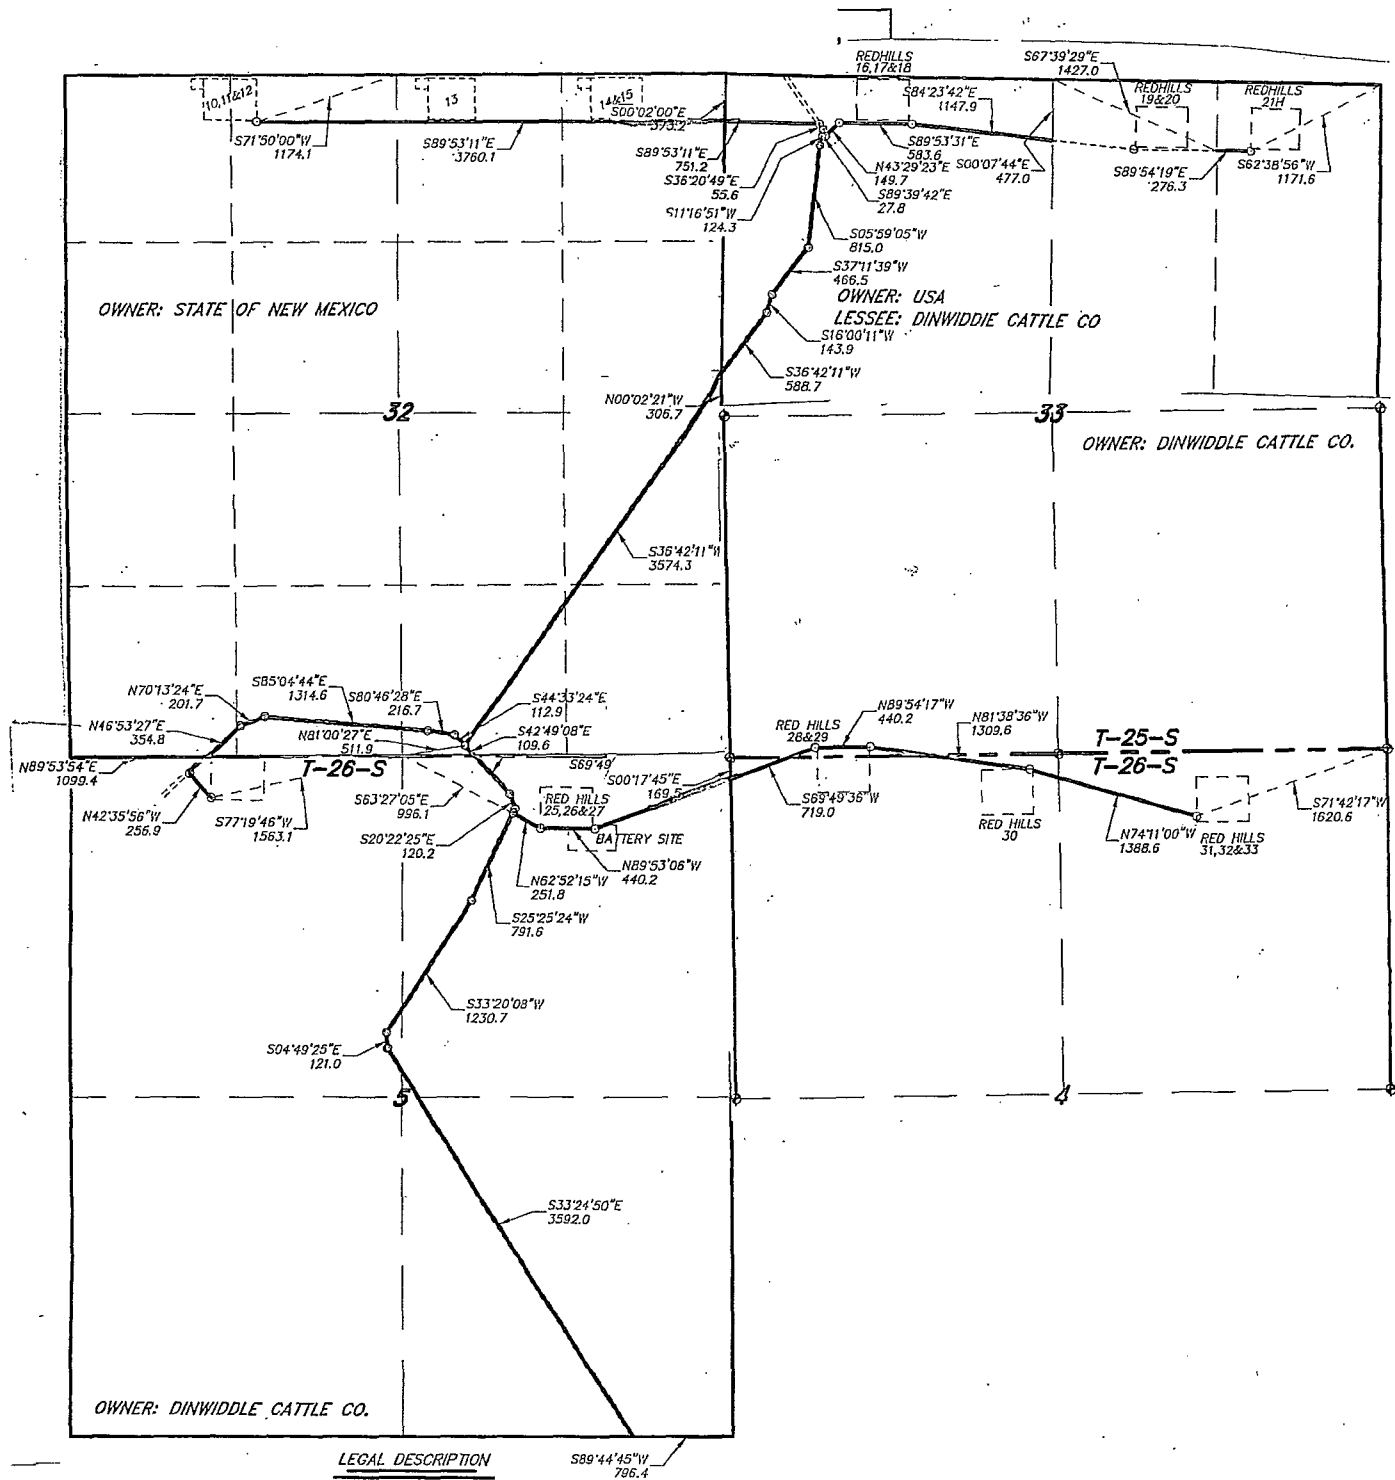 REDHILLS
16,17&18
S67°39'29"E
1427.0
10,11&12
13
14&15
S00°02'00"E
373.2
S84°23'42"E
1147.9
REDHILLS
19&20
REDHILLS
21H
S71°50'00"W
1174.1
S89°53'11"E
3760.1
S89°53'11"E
751.2
S36°20'49"E
55.6
S89°53'31"E
583.6
N43°29'23"E
149.7
S00°07'44"E
477.0
S89°54'19"E
276.3
S62°38'56"W
1171.6
S89°39'42"E
27.8
S11°16'51"W
124.3
S05°59'05"W
815.0
S37°11'39"W
466.5
OWNER: STATE OF NEW MEXICO
OWNER: USA
LESSEE: DINWIDDIE CATTLE CO
S16°00'11"W
143.9
S36°42'11"W
588.7
N00°02'21"W
306.7
32
33
OWNER: DINWIDDLE CATTLE CO.
S36°42'11"W
3574.3
S85°04'44"E
1314.6
S80°46'28"E
216.7
N70°13'24"E
201.7
S44°33'24"E
112.9
N46°53'27"E
354.8
N81°00'27"E
511.9
S42°49'08"E
109.6
RED HILLS
28&29
N89°54'17"W
440.2
N81°38'36"W
1309.6
T-25-S
T-26-S
N89°53'54"E
1099.4
T-26-S
S69°49'
S00°17'45"E
169.5
S63°27'05"E
996.1
RED HILLS
25,26&27
S69°49'36"W
719.0
S71°42'17"W
1620.6
N42°35'56"W
256.9
S77°19'46"W
1563.1
S20°22'25"E
120.2
BATTERY SITE
RED HILLS
30
N74°11'00"W
1388.6
RED HILLS
31,32&33
N62°52'15"W
251.8
N89°53'06"W
440.2
S25°25'24"W
791.6
S33°20'08"W
1230.7
S04°49'25"E
121.0
5
4
S33°24'50"E
3592.0
OWNER: DINWIDDLE CATTLE CO.
LEGAL DESCRIPTION
S89°44'45"W
796.4